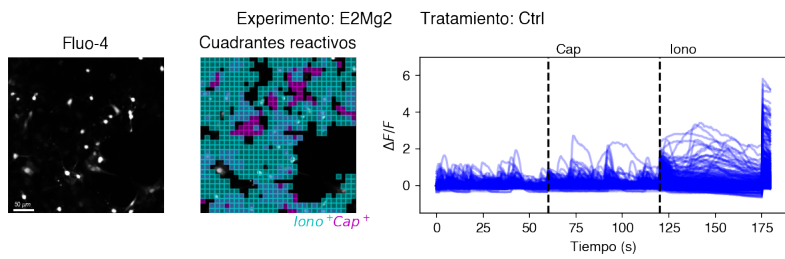 Experimento: E2Mg2 Tratamiento: Ctrl
Fluo-4
50 µm
Cuadrantes reactivos
Iono + Cap +
Cap
Iono
ΔF/F
6
4
2
0
0 25 50 75 100 125 150 175
Tiempo (s)